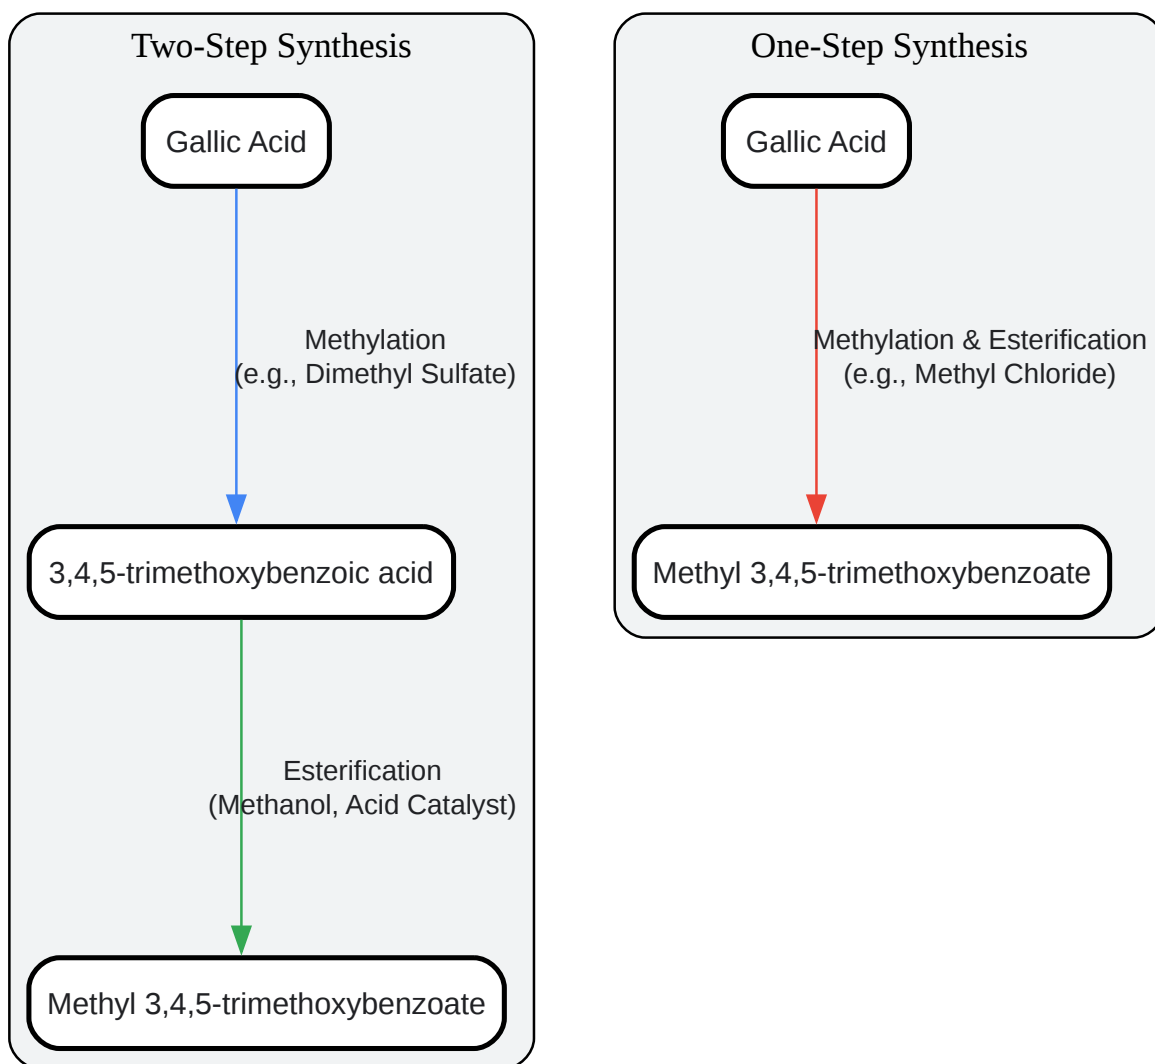 Two-Step Synthesis
Gallic Acid
Methylation
(e.g., Dimethyl Sulfate)
3,4,5-trimethoxybenzoic acid
Esterification
(Methanol, Acid Catalyst)
Methyl 3,4,5-trimethoxybenzoate
One-Step Synthesis
Gallic Acid
Methylation & Esterification
(e.g., Methyl Chloride)
Methyl 3,4,5-trimethoxybenzoate